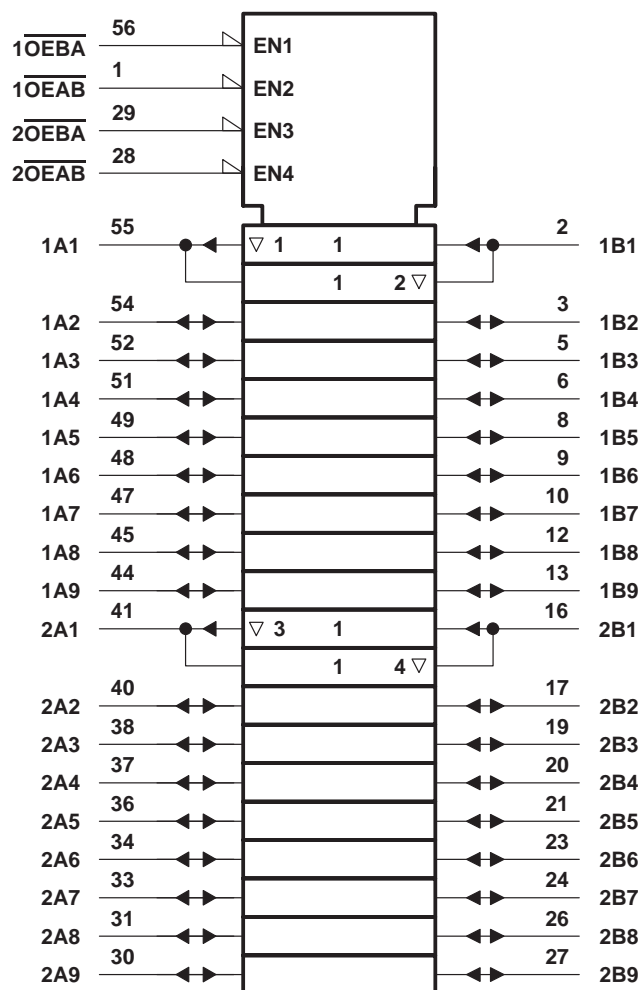 56
1OEBA EN1
1
1OEAB EN2
29
2OEBA EN3
28
2OEAB EN4
55 2
1A1 ▽ 1 1 1B1
1 2 ▽
54 3
1A2 1B2
52 5
1A3 1B3
51 6
1A4 1B4
49 8
1A5 1B5
48 9
1A6 1B6
47 10
1A7 1B7
45 12
1A8 1B8
44 13
1A9 1B9
41 16
2A1 ▽ 3 1 2B1
1 4 ▽
40 17
2A2 2B2
38 19
2A3 2B3
37 20
2A4 2B4
36 21
2A5 2B5
34 23
2A6 2B6
33 24
2A7 2B7
31 26
2A8 2B8
30 27
2A9 2B9